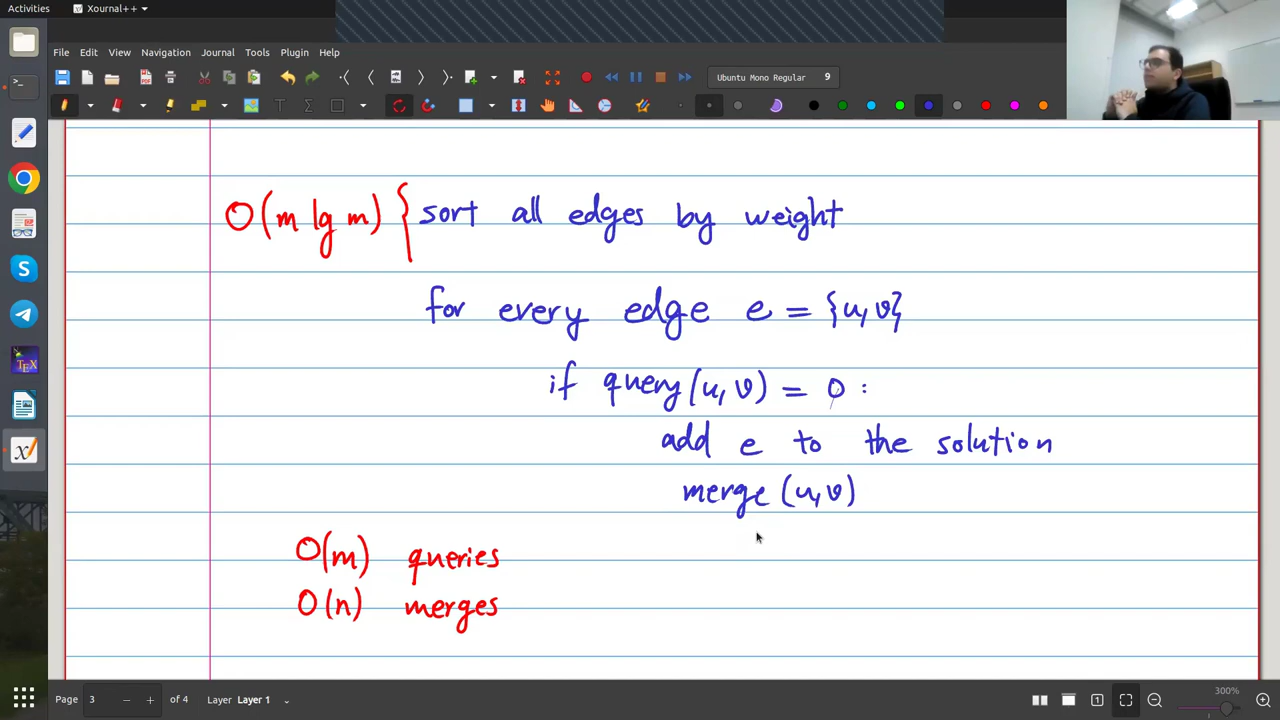 Activities Xournal++
File Edit View Navigation Journal Tools Plugin Help
Ubuntu Mono Regular 9
O(m lg m) { sort all edges by weight
for every edge e = {u,v}
if query(u,v) = 0 :
add e to the solution
merge (u,v)
O(m) queries
O(n) merges
Page 3 of 4 Layer Layer 1 300%